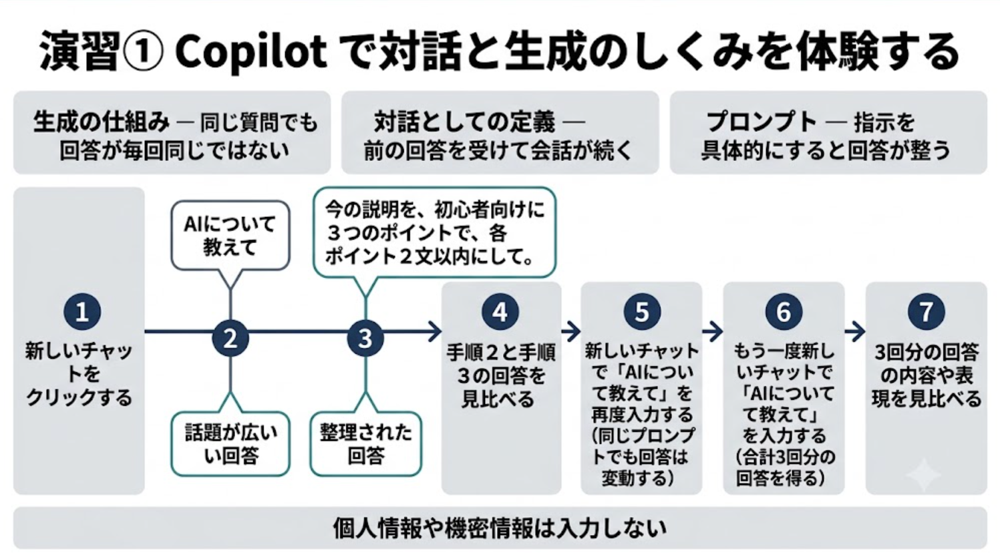 演習① Copilot で対話と生成のしくみを体験する
生成の仕組み — 同じ質問でも
回答が毎回同じではない
対話としての定義 —
前の回答を受けて会話が続く
プロンプト — 指示を
具体的にすると回答が整う
1
新しいチャッ
トを
クリックする
AIについて
教えて
2
話題が広い
い回答
今の説明を、初心者向けに
３つのポイントで、各
ポイント２文以内にして。
3
整理された
回答
4
手順２と手順
３の回答を
見比べる
5
新しいチャット
で「AIについ
て教えて」を
再度入力する
（同じプロンプ
トでも回答は
変動する）
6
もう一度新し
いチャットで
「AIについて
て教えて」
を入力する
（合計3回分の
回答を得る）
7
3回分の回答
の内容や表
現を見比べる
個人情報や機密情報は入力しない